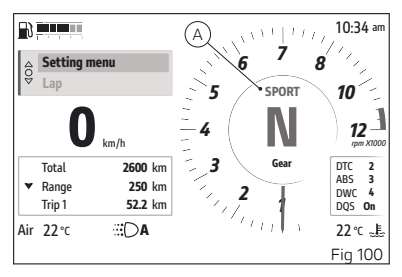 10:34 am
A
Setting menu
Lap
0 km/h
Total 2600 km
Range 250 km
Trip 1 52.2 km
Air 22 °C
A
1
2
3
4
5
6
7
8
10
12
rpm X1000
SPORT
N
Gear
DTC 2
ABS 3
DWC 4
DQS On
22 °C
Fig 100